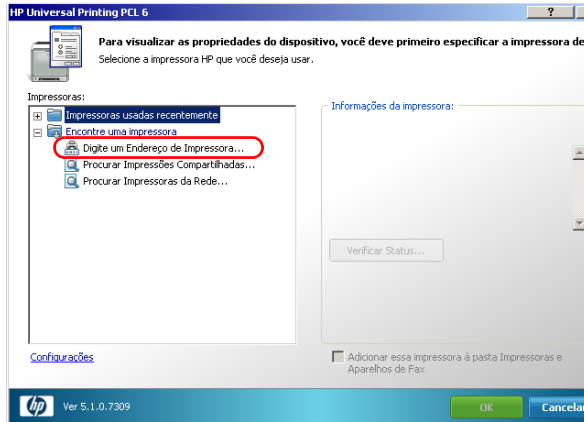 HP Universal Printing PCL 6
?
Para visualizar as propriedades do dispositivo, você deve primeiro especificar a impressora de
Selecione a impressora HP que você deseja usar.
Impressoras:
Impressoras usadas recentemente
Encontre uma impressora
Digite um Endereço de Impressora...
Procurar Impressões Compartilhadas...
Procurar Impressoras da Rede...
Informações da impressora:
Verificar Status...
Configurações
Adicionar essa impressora à pasta Impressoras e
Aparelhos de Fax
hp
Ver 5.1.0.7309
OK
Cancelar